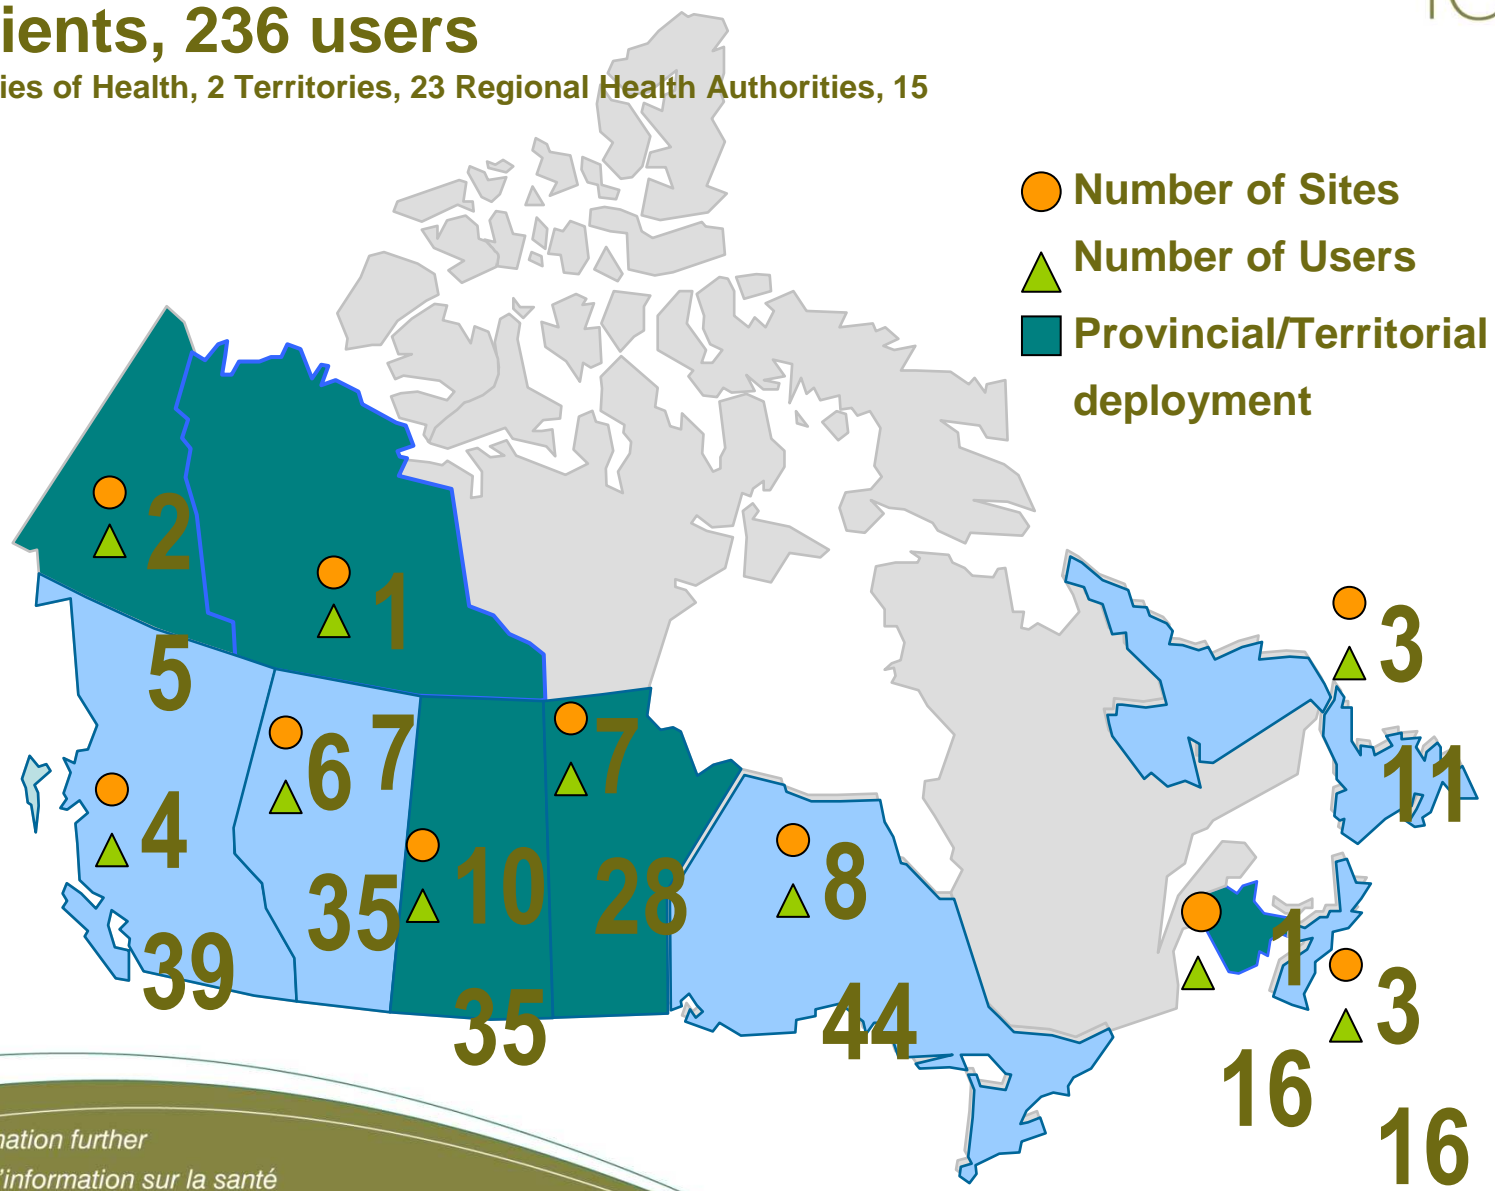 ients, 236 users
ies of Health, 2 Territories, 23 Regional Health Authorities, 15
Number of Sites
Number of Users
Provincial/Territorial
deployment
2
5
1
7
4
39
6
35
10
35
7
28
8
44
1
16
3
11
3
16
nation further
'information sur la santé